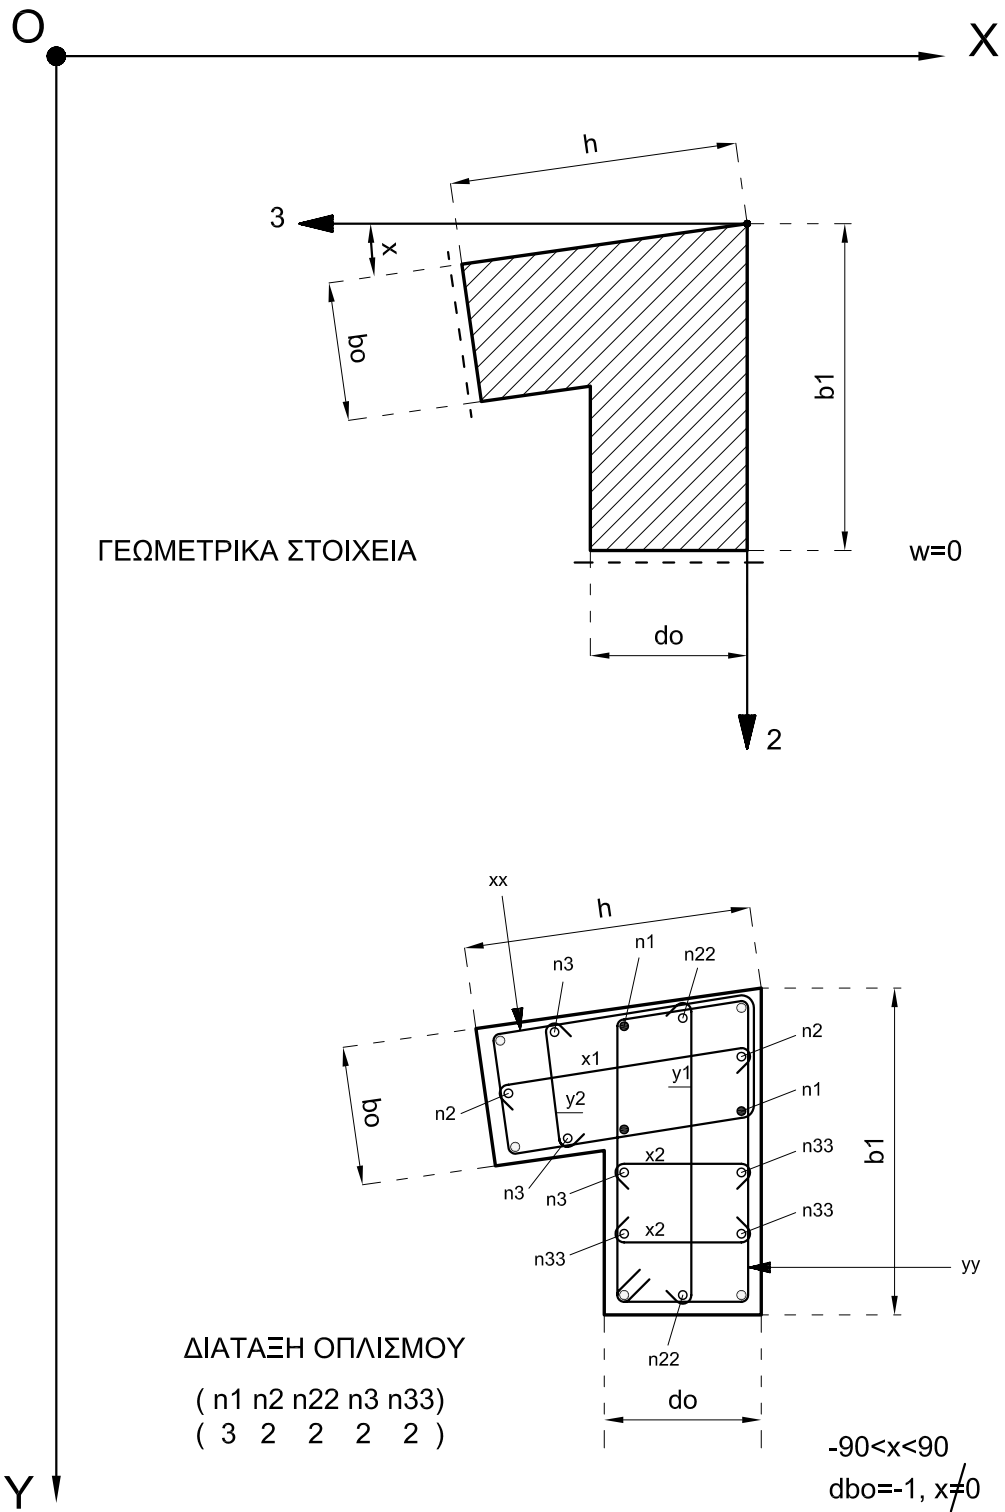 O
X
h
3
x
bo
b1
ΓΕΩΜΕΤΡΙΚΑ ΣΤΟΙΧΕΙΑ
w=0
do
2
xx
h
n1
n22
n3
n2
x1
y1
y2
n2
n1
bo
b1
x2
n33
n3
n3
n33
x2
n33
yy
ΔΙΑΤΑΞΗ ΟΠΛΙΣΜΟΥ
n22
( n1 n2 n22 n3 n33)
do
( 3 2 2 2 2 )
-90<x<90
Y
dbo=-1, x≠0